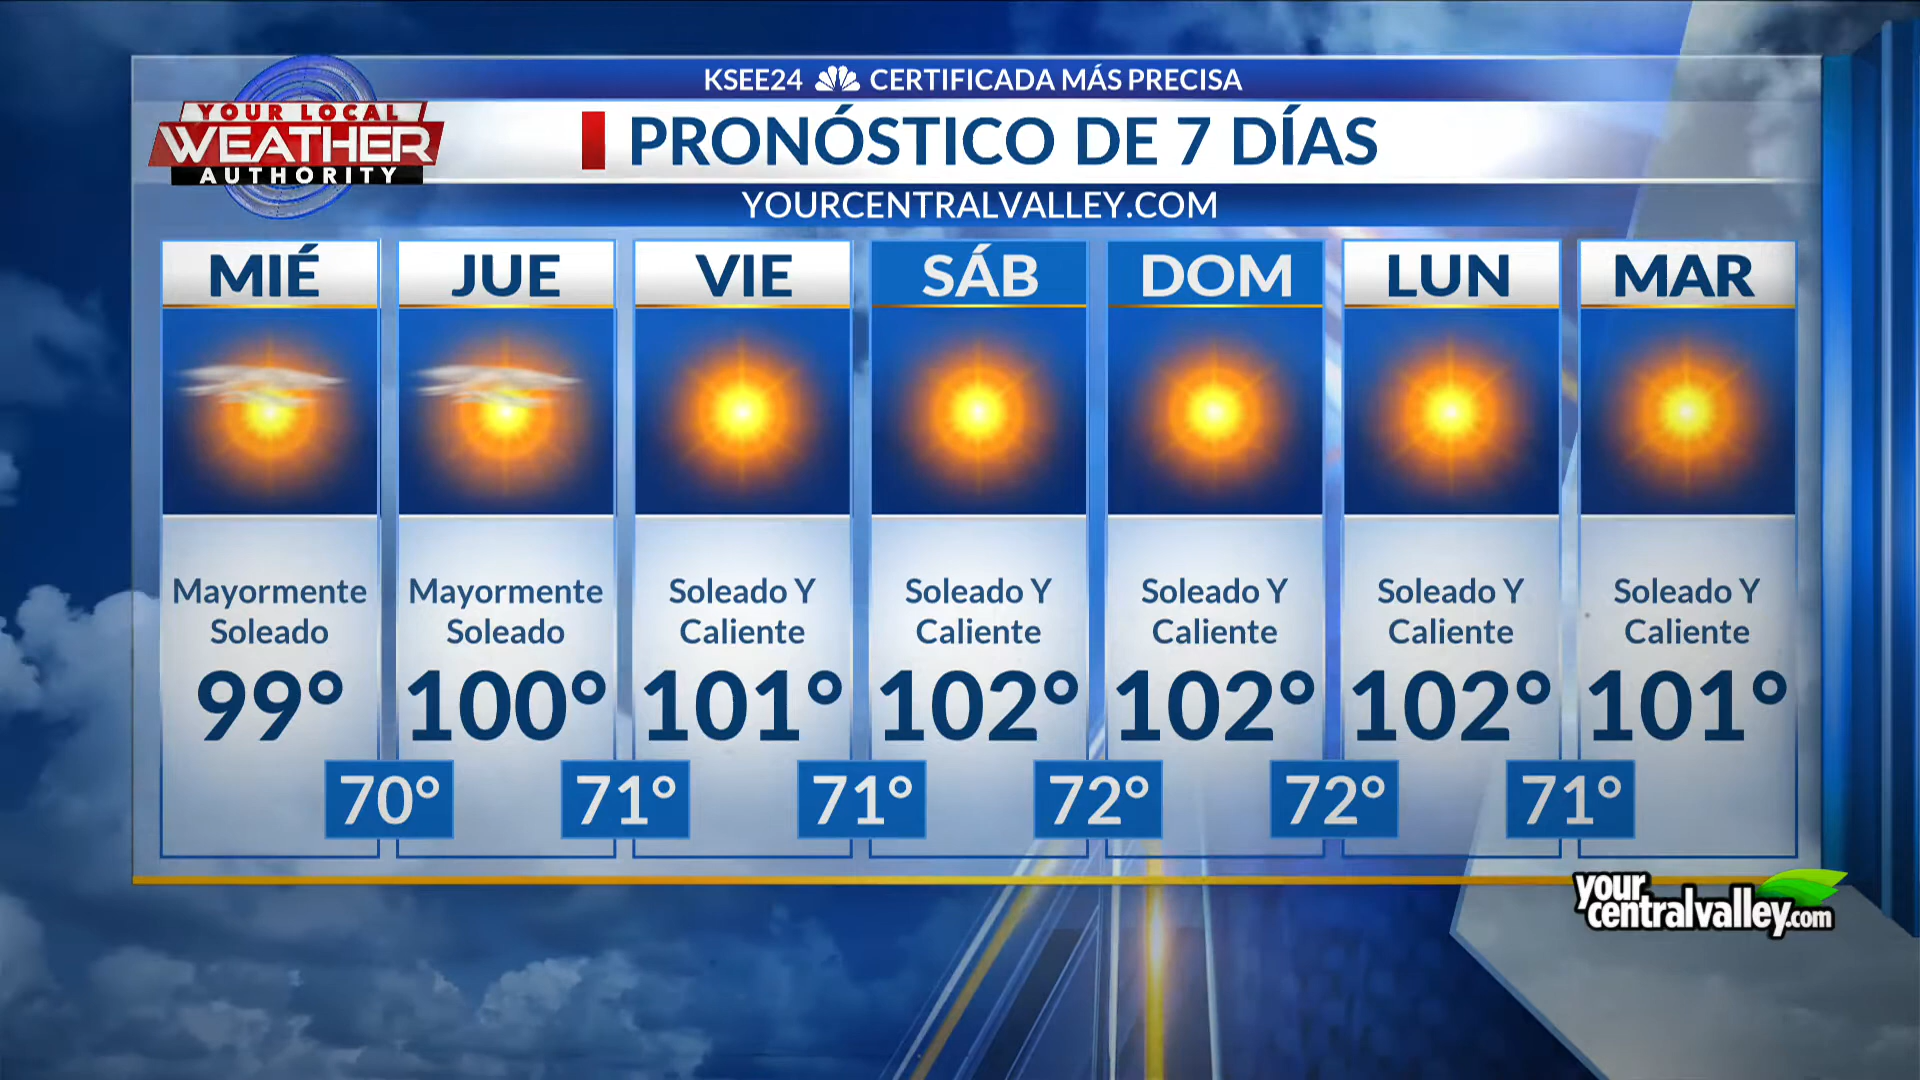 KSEE24 CERTIFICADA MÁS PRECISA
YOUR LOCAL
WEATHER
AUTHORITY
PRONÓSTICO DE 7 DÍAS
YOURCENTRALVALLEY.COM
MIÉ JUE VIE SÁB DOM LUN MAR
Mayormente Mayormente Soleado Y Soleado Y Soleado Y Soleado Y Soleado Y
Soleado Soleado Caliente Caliente Caliente Caliente Caliente
99° 100° 101° 102° 102° 102° 101°
70° 71° 71° 72° 72° 71°
your
centralvalley.com